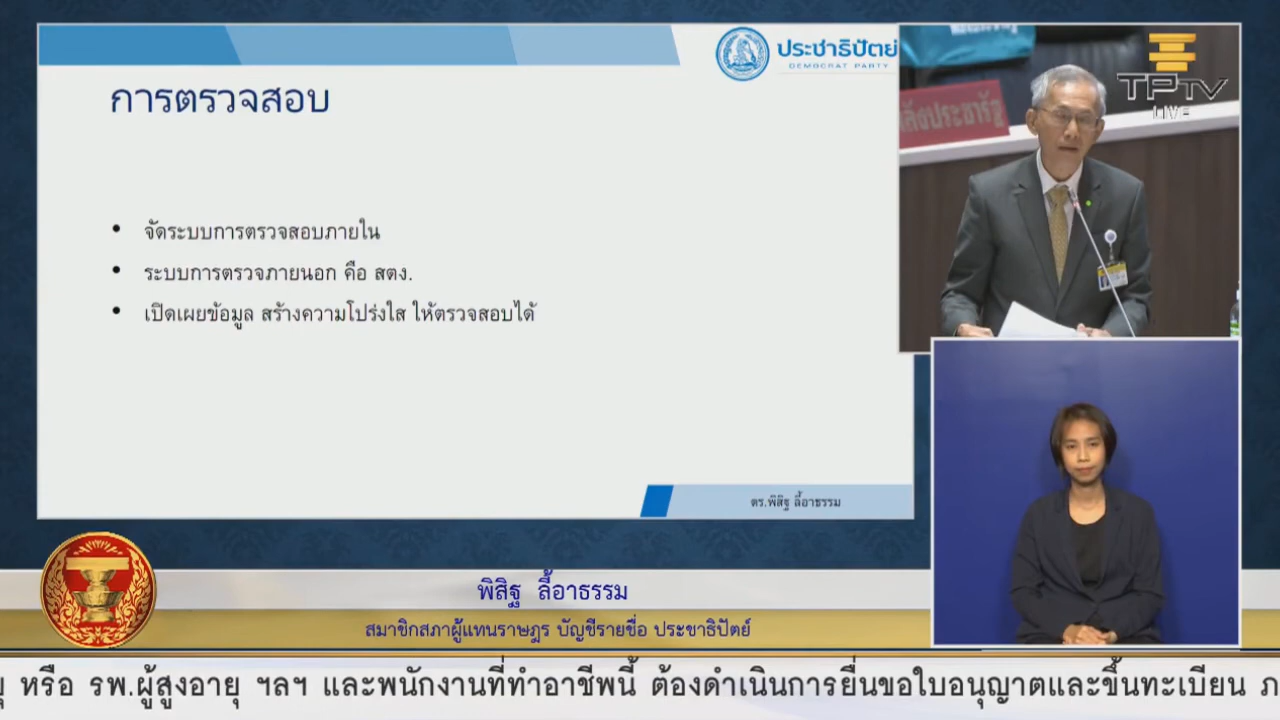 ประชาธิปัตย์
DEMOCRAT PARTY
การตรวจสอบ
จัดระบบการตรวจสอบภายใน
ระบบการตรวจภายนอก คือ สตง.
เปิดเผยข้อมูล สร้างความโปร่งใส ให้ตรวจสอบได้
ดร.พิสิฐ ลี้อาธรรม
TPTV
LIVE
พิสิฐ ลี้อาธรรม
สมาชิกสภาผู้แทนราษฎร บัญชีรายชื่อ ประชาธิปัตย์
หรือ รพ.ผู้สูงอายุ ฯลฯ และพนักงานที่ทำอาชีพนี้ ต้องดำเนินการยื่นขอใบอนุญาตและขึ้นทะเบียน